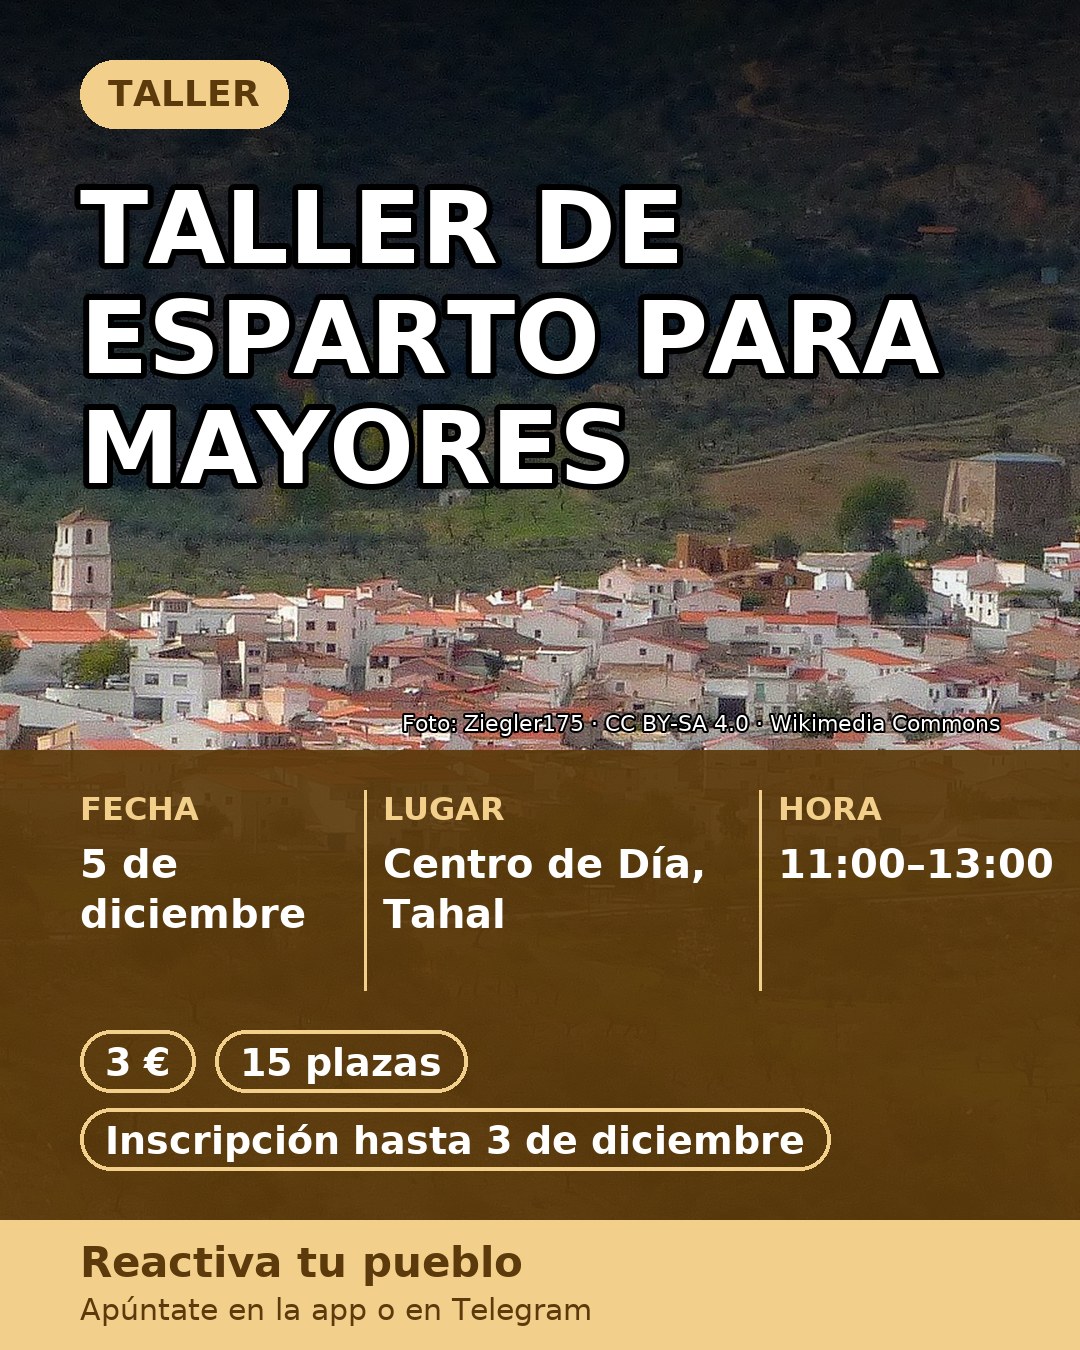 TALLER
TALLER DE
ESPARTO PARA
MAYORES
Foto: Ziegler175 · CC BY-SA 4.0 · Wikimedia Commons
FECHA
5 de
diciembre
LUGAR
Centro de Día,
Tahal
HORA
11:00–13:00
3 €
15 plazas
Inscripción hasta 3 de diciembre
Reactiva tu pueblo
Apúntate en la app o en Telegram